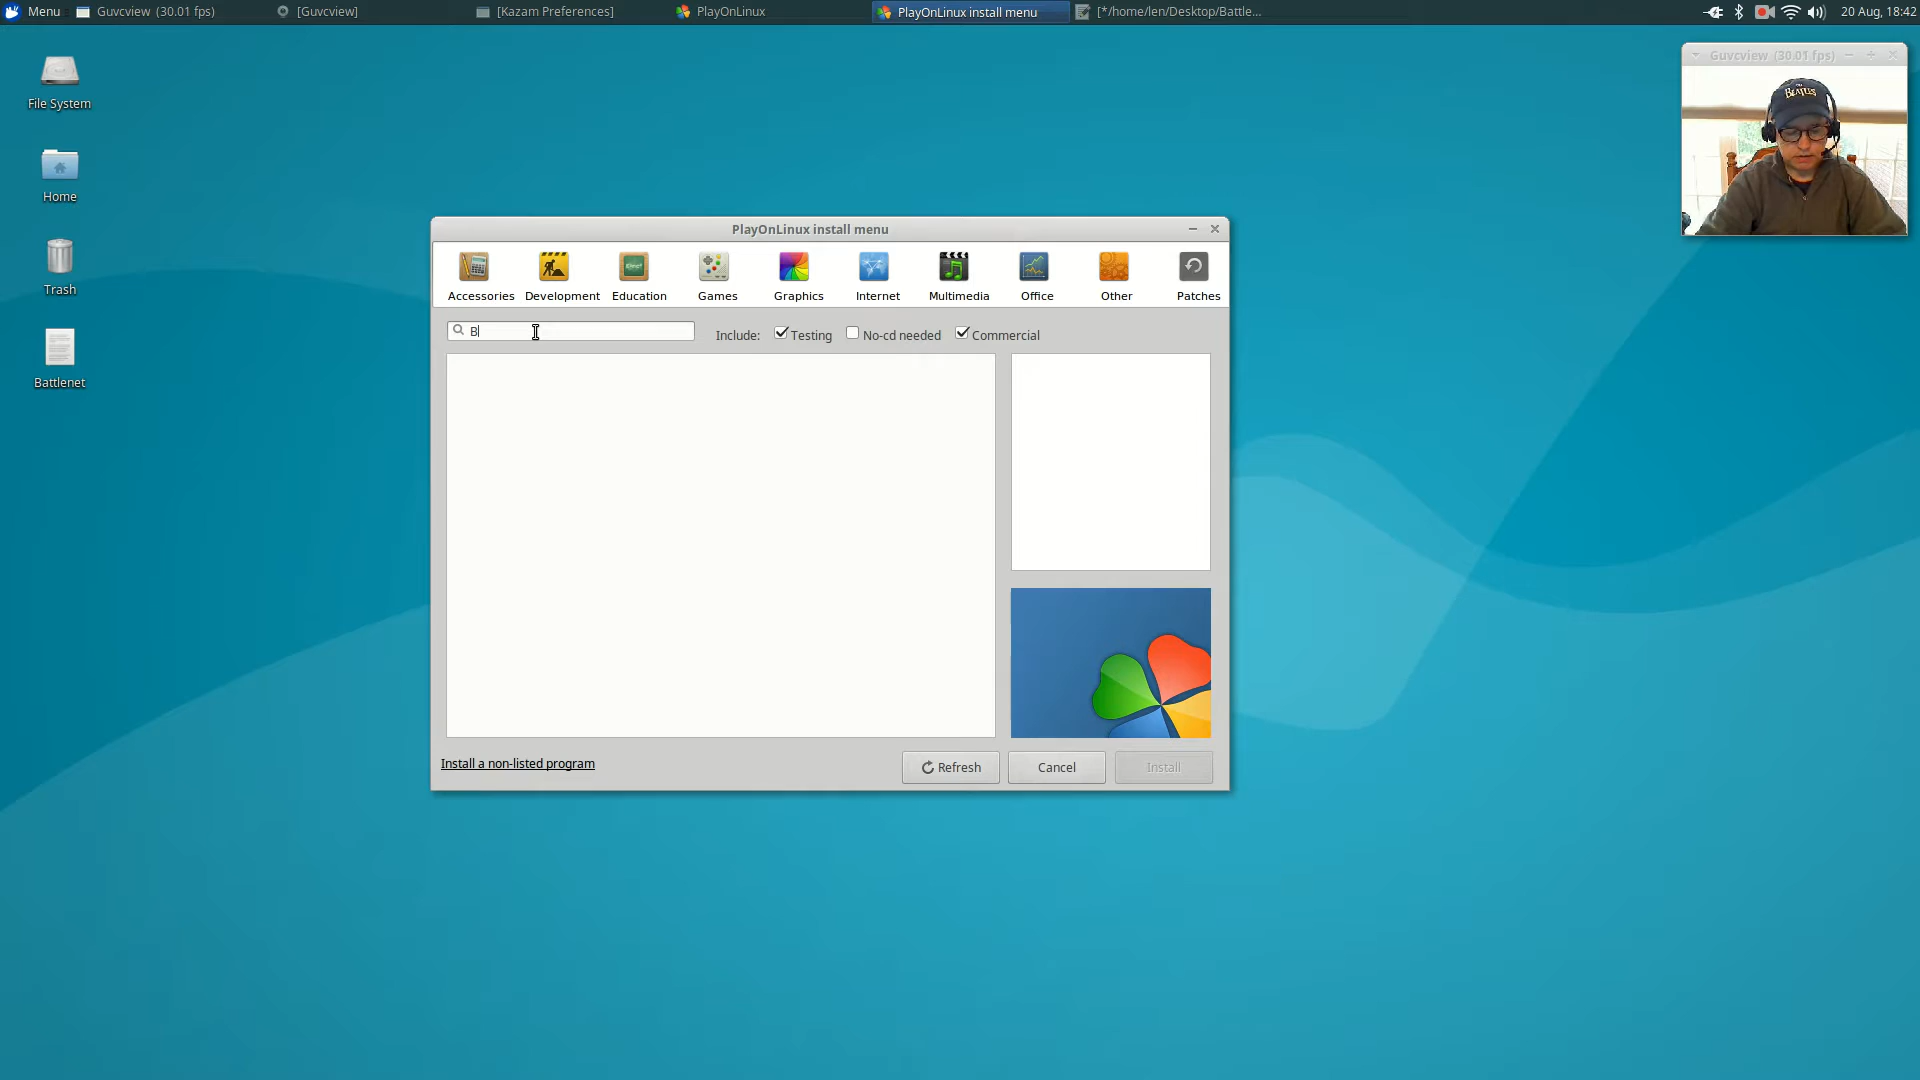 Menu
Guvcview (30.01 fps)
[Guvcview]
[Kazam Preferences]
PlayOnLinux
PlayOnLinux install menu
[*/home/len/Desktop/Battle...
20 Aug, 18:42
File System
Home
Trash
Battlenet
Guvcview (30.01 fps)
BEATLES
PlayOnLinux install menu
Accessories
Development
Education
Games
Graphics
Internet
Multimedia
Office
Other
Patches
B
Include:
Testing
No-cd needed
Commercial
Install a non-listed program
Refresh
Cancel
Install